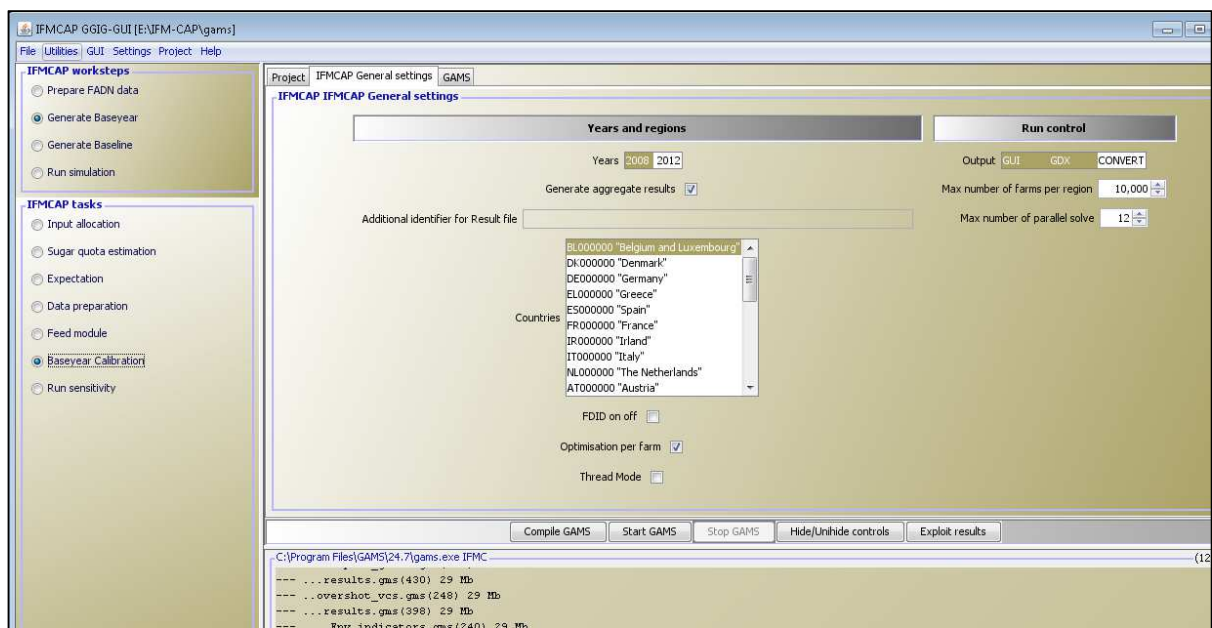 IFMCAP GGIG-GUI [E:\IFM-CAP\gams]
File Utilities GUI Settings Project Help
IFMCAP worksteps
Prepare FADN data
Generate Baseyear
Generate Baseline
Run simulation
IFMCAP tasks
Input allocation
Sugar quota estimation
Expectation
Data preparation
Feed module
Baseyear Calibration
Run sensitivity
Project IFMCAP General settings GAMS
IFMCAP IFMCAP General settings
Years and regions
Years 2008 2012
Generate aggregate results
Additional identifier for Result file
Countries
BL000000 "Belgium and Luxembourg"
DK000000 "Denmark"
DE000000 "Germany"
EL000000 "Greece"
ES000000 "Spain"
FR000000 "France"
IR000000 "Irland"
IT000000 "Italy"
NL000000 "The Netherlands"
AT000000 "Austria"
FDID on off
Optimisation per farm
Thread Mode
Run control
Output GUI GDX CONVERT
Max number of farms per region 10,000
Max number of parallel solve 12
Compile GAMS Start GAMS Stop GAMS Hide/Unihide controls Exploit results
C:\Program Files\GAMS\24.7\gams.exe IFMC (12
--- ...results.gms(430) 29 Mb
--- ..overshot_vcs.gms(248) 29 Mb
--- ...results.gms(398) 29 Mb
Env_indicators.gms(240) 29 Mb